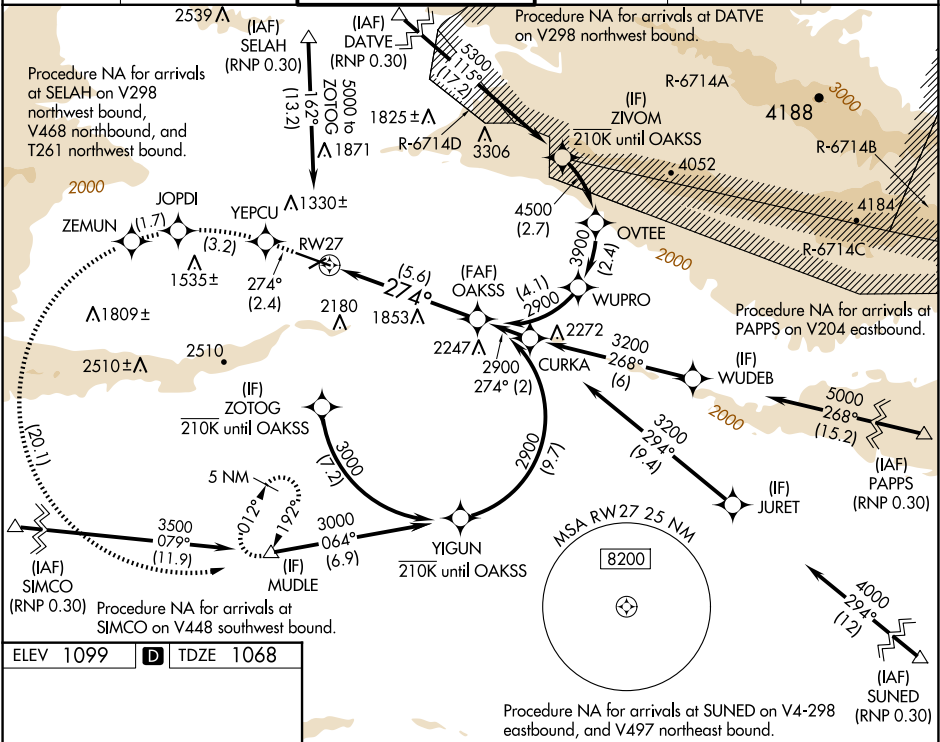 2539
(IAF)
SELAH
(RNP 0.30)
(IAF)
DATVE
(RNP 0.30)
Procedure NA for arrivals at DATVE
on V298 northwest bound.
Procedure NA for arrivals
at SELAH on V298
northwest bound,
V468 northbound, and
T261 northwest bound.
5000 to
ZOTOG
162°
(13.2)
5300
115°
(17.2)
R-6714A
3000
4188
(IF)
ZIVOM
210K until OAKSS
1825±
R-6714D
3306
1871
4052
R-6714B
2000
JOPDI
ZEMUN
(1.7)
YEPCU
1330±
4500
(2.7)
OVTEE
4184
R-6714C
(3.2)
RW27
1535±
274°
(2.4)
(5.6)
274°
(FAF)
OAKSS
(4.1)
2900
3900
(2.4)
WUPRO
2000
1809±
2180
1853
2272
Procedure NA for arrivals at
PAPPS on V204 eastbound.
2510±
2510
2247
2900
274° (2)
CURKA
3200
268°
(6)
(IF)
WUDEB
(IF)
ZOTOG
210K until OAKSS
2000
5000
268°
(15.2)
(IAF)
PAPPS
(RNP 0.30)
(20.1)
3000
(7.2)
2900
(9.7)
3200
294°
(9.4)
(IF)
JURET
5 NM
012°
192°
3500
079°
(11.9)
3000
064°
(6.9)
YIGUN
210K until OAKSS
(IF)
MUDLE
(IAF)
SIMCO
(RNP 0.30)
MSA RW27 25 NM
8200
4000
294°
(12)
Procedure NA for arrivals at
SIMCO on V448 southwest bound.
(IAF)
SUNED
(RNP 0.30)
ELEV 1099 D TDZE 1068
Procedure NA for arrivals at SUNED on V4-298
eastbound, and V497 northeast bound.